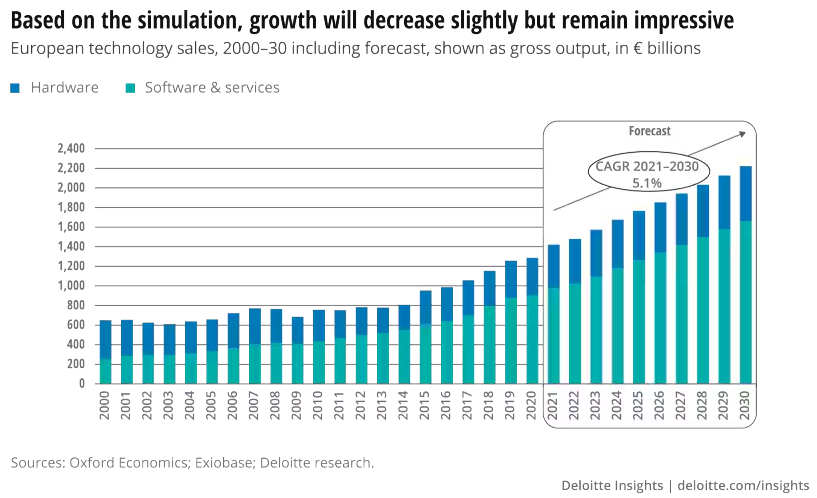 Based on the simulation, growth will decrease slightly but remain impressive
European technology sales, 2000–30 including forecast, shown as gross output, in € billions
Hardware Software & services
Forecast
CAGR 2021–2030
5.1%
2,400
2,200
2,000
1,800
1,600
1,400
1,200
1,000
800
600
400
200
0
2000 2001 2002 2003 2004 2005 2006 2007 2008 2009 2010 2011 2012 2013 2014 2015 2016 2017 2018 2019 2020 2021 2022 2023 2024 2025 2026 2027 2028 2029 2030
Sources: Oxford Economics; Exiobase; Deloitte research.
Deloitte Insights | deloitte.com/insights